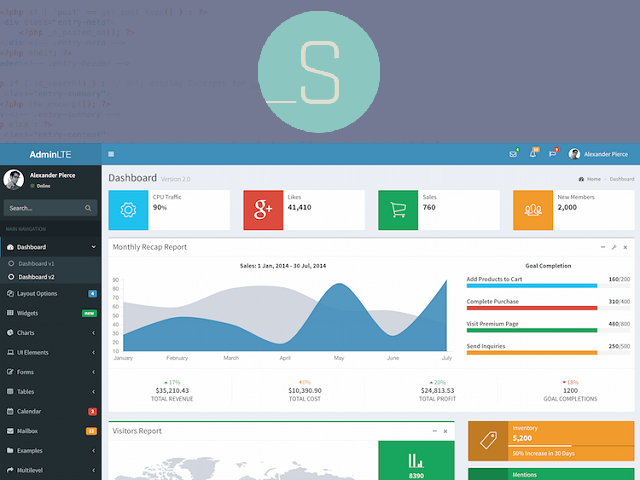 _S
AdminLTE
Alexander Pierce
Alexander Pierce
Online
Search...
MAIN NAVIGATION
Dashboard
Dashboard v1
Dashboard v2
Layout Options 4
Widgets new
Charts
UI Elements
Forms
Tables
Calendar 3
Mailbox 12
Examples
Multilevel
Dashboard Version 2.0
Home > Dashboard
CPU Traffic
90%
g+
Likes
41,410
Sales
760
New Members
2,000
Monthly Recap Report
Sales: 1 Jan, 2014 - 30 Jul, 2014
90
80
70
60
50
40
30
20
10
January February March April May June July
Goal Completion
Add Products to Cart 160/200
Complete Purchase 310/400
Visit Premium Page 480/800
Send Inquiries 250/500
17%
$35,210.43
TOTAL REVENUE
0%
$10,390.90
TOTAL COST
20%
$24,813.53
TOTAL PROFIT
18%
1200
GOAL COMPLETIONS
Visitors Report
8390
Inventory
5,200
50% Increase in 30 Days
Mentions